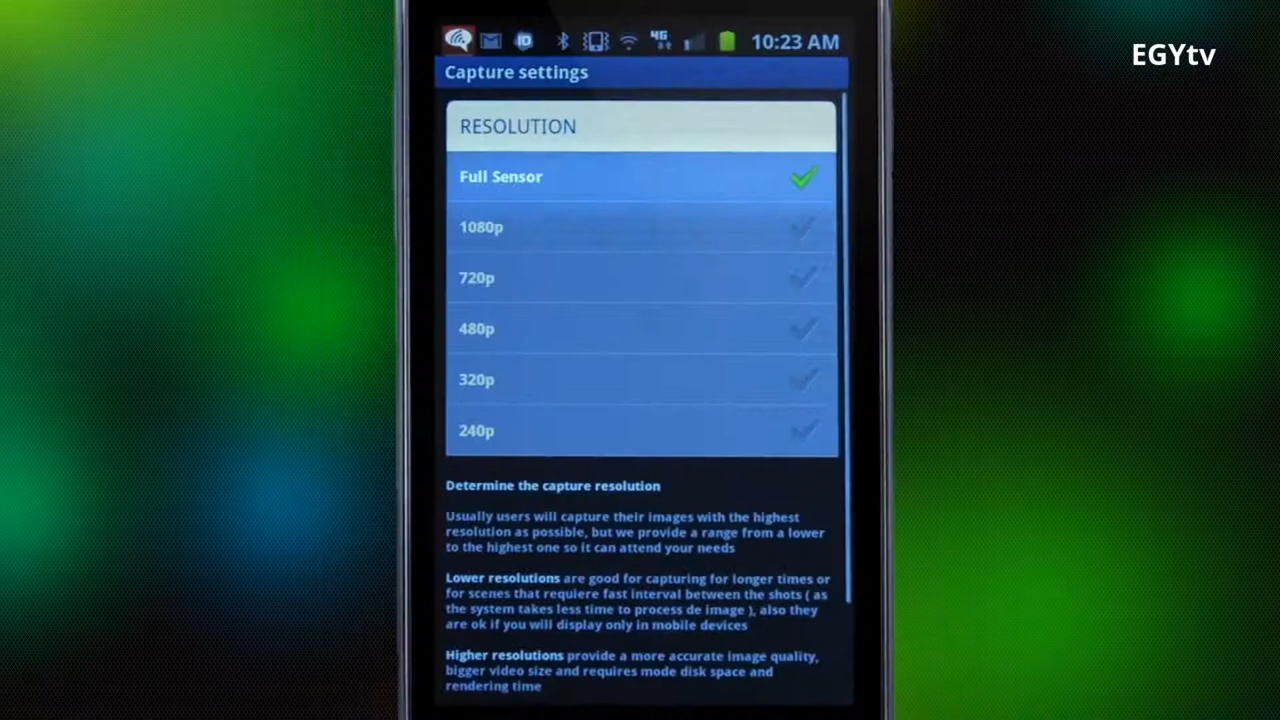 EGYtv
4G
10:23 AM
Capture settings
RESOLUTION
Full Sensor
1080p
720p
480p
320p
240p
Determine the capture resolution
Usually users will capture their images with the highest
resolution as possible, but we provide a range from a lower
to the highest one so it can attend your needs
Lower resolutions are good for capturing for longer times or
for scenes that requiere fast interval between the shots ( as
the system takes less time to process de image ), also they
are ok if you will display only in mobile devices
Higher resolutions provide a more accurate image quality,
bigger video size and requires mode disk space and
rendering time